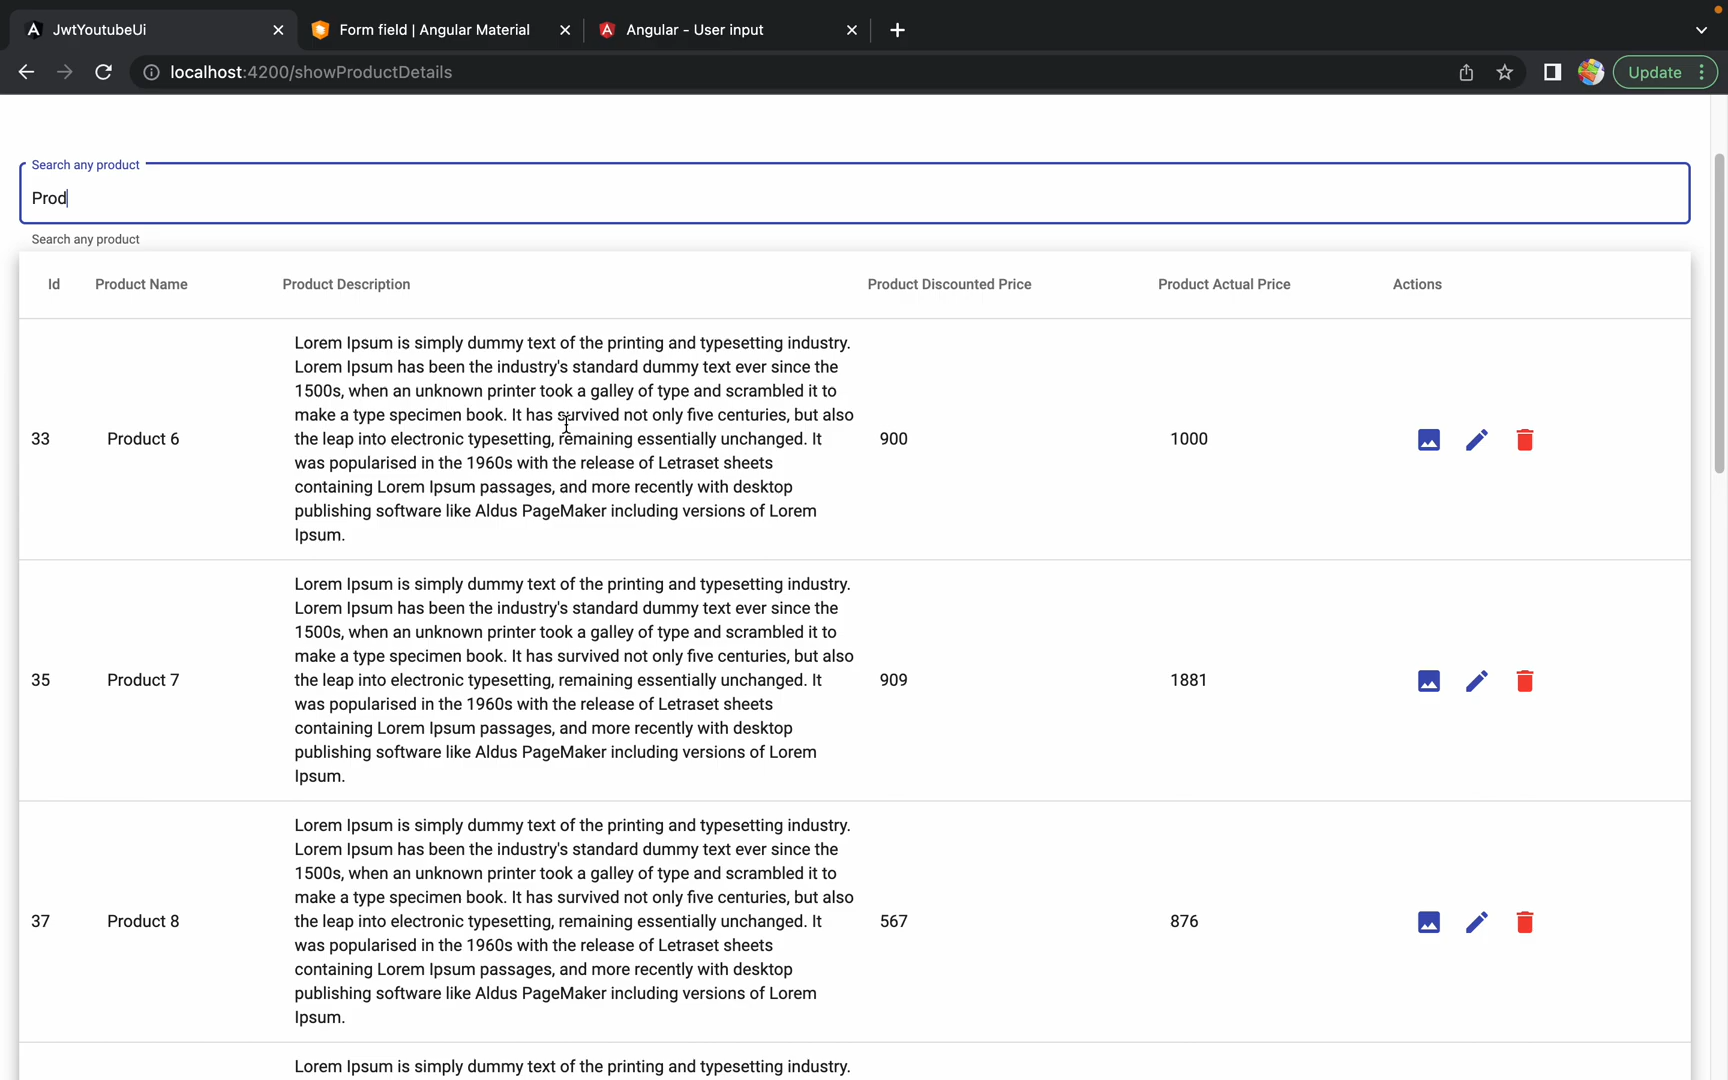 JwtYoutubeUi
Form field | Angular Material
Angular - User input
localhost:4200/showProductDetails
Update
Search any product
Prod
Search any product
Id Product Name Product Description Product Discounted Price Product Actual Price Actions
Lorem Ipsum is simply dummy text of the printing and typesetting industry.
Lorem Ipsum has been the industry's standard dummy text ever since the
1500s, when an unknown printer took a galley of type and scrambled it to
make a type specimen book. It has survived not only five centuries, but also
33 Product 6 the leap into electronic typesetting, remaining essentially unchanged. It 900 1000
was popularised in the 1960s with the release of Letraset sheets
containing Lorem Ipsum passages, and more recently with desktop
publishing software like Aldus PageMaker including versions of Lorem
Ipsum.
Lorem Ipsum is simply dummy text of the printing and typesetting industry.
Lorem Ipsum has been the industry's standard dummy text ever since the
1500s, when an unknown printer took a galley of type and scrambled it to
make a type specimen book. It has survived not only five centuries, but also
35 Product 7 the leap into electronic typesetting, remaining essentially unchanged. It 909 1881
was popularised in the 1960s with the release of Letraset sheets
containing Lorem Ipsum passages, and more recently with desktop
publishing software like Aldus PageMaker including versions of Lorem
Ipsum.
Lorem Ipsum is simply dummy text of the printing and typesetting industry.
Lorem Ipsum has been the industry's standard dummy text ever since the
1500s, when an unknown printer took a galley of type and scrambled it to
make a type specimen book. It has survived not only five centuries, but also
37 Product 8 the leap into electronic typesetting, remaining essentially unchanged. It 567 876
was popularised in the 1960s with the release of Letraset sheets
containing Lorem Ipsum passages, and more recently with desktop
publishing software like Aldus PageMaker including versions of Lorem
Ipsum.
Lorem Ipsum is simply dummy text of the printing and typesetting industry.